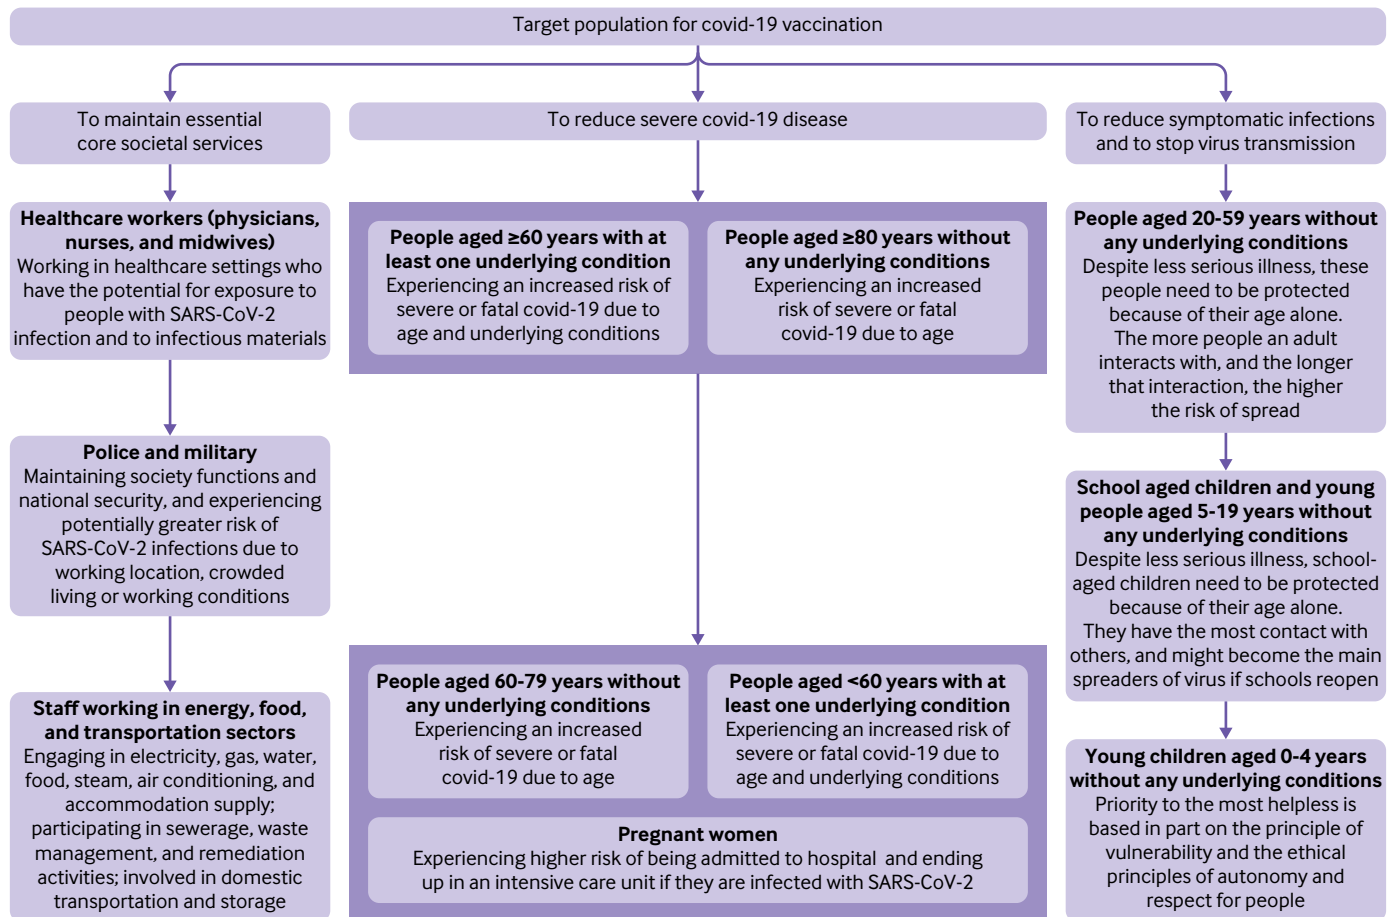 Target population for covid-19 vaccination
To maintain essential
core societal services
Healthcare workers (physicians,
nurses, and midwives)
Working in healthcare settings who
have the potential for exposure to
people with SARS-CoV-2
infection and to infectious materials
Police and military
Maintaining society functions and
national security, and experiencing
potentially greater risk of
SARS-CoV-2 infections due to
working location, crowded
living or working conditions
Staff working in energy, food,
and transportation sectors
Engaging in electricity, gas, water,
food, steam, air conditioning, and
accommodation supply;
participating in sewerage, waste
management, and remediation
activities; involved in domestic
transportation and storage
To reduce severe covid-19 disease
People aged ≥60 years with at
least one underlying condition
Experiencing an increased risk of
severe or fatal covid-19 due to
age and underlying conditions
People aged ≥80 years without
any underlying conditions
Experiencing an increased
risk of severe or fatal
covid-19 due to age
People aged 60-79 years without
any underlying conditions
Experiencing an increased
risk of severe or fatal
covid-19 due to age
People aged <60 years with at
least one underlying condition
Experiencing an increased risk of
severe or fatal covid-19 due to
age and underlying conditions
Pregnant women
Experiencing higher risk of being admitted to hospital and ending
up in an intensive care unit if they are infected with SARS-CoV-2
To reduce symptomatic infections
and to stop virus transmission
People aged 20-59 years without
any underlying conditions
Despite less serious illness, these
people need to be protected
because of their age alone.
The more people an adult
interacts with, and the longer
that interaction, the higher
the risk of spread
School aged children and young
people aged 5-19 years without
any underlying conditions
Despite less serious illness, school-
aged children need to be protected
because of their age alone.
They have the most contact with
others, and might become the main
spreaders of virus if schools reopen
Young children aged 0-4 years
without any underlying conditions
Priority to the most helpless is
based in part on the principle of
vulnerability and the ethical
principles of autonomy and
respect for people